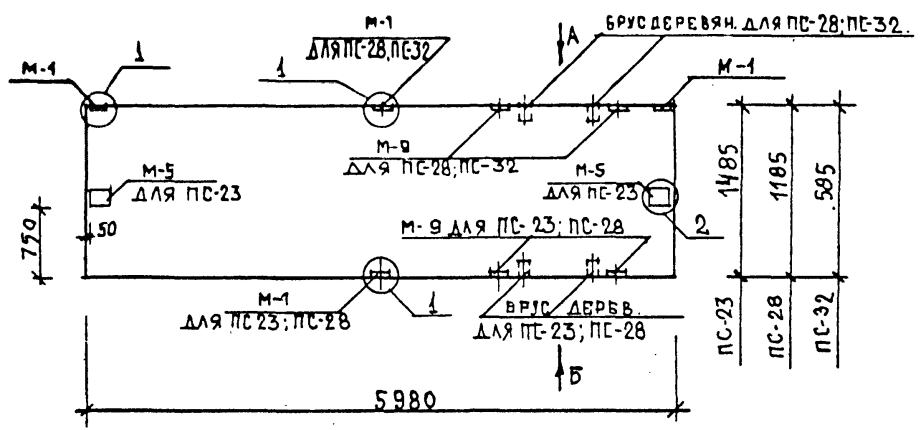 М-1
ДЛЯ ПС-28, ПС-32
БРУС ДЕРЕВЯН. ДЛЯ ПС-28; ПС-32.
А
М-1
1
1
М-1
М-9
ДЛЯ ПС-28; ПС-32
М-5
ДЛЯ ПС-23
М-5
ДЛЯ ПС-23
2
750
50
М-9 ДЛЯ ПС-23; ПС-28
М-1
ДЛЯ ПС23; ПС-28
1
БРУС ДЕРЕВ.
ДЛЯ ПС-23; ПС-28
Б
5980
1485
1185
585
ПС-23
ПС-28
ПС-32